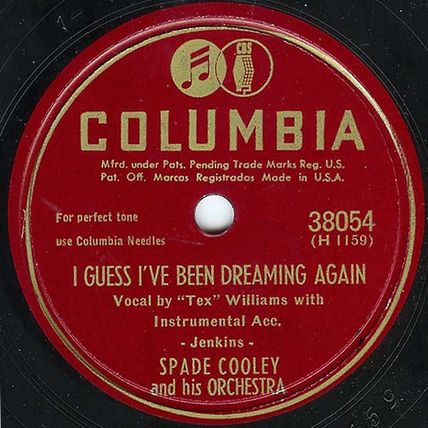 CBS
COLUMBIA
Mfrd. under Pats. Pending Trade Marks Reg. U.S.
Pat. Off. Marcas Registradas Made in U.S.A.
For perfect tone
use Columbia Needles
38054
(H 1159)
I GUESS I'VE BEEN DREAMING AGAIN
Vocal by "Tex" Williams with
Instrumental Acc.
- Jenkins -
SPADE COOLEY
and his ORCHESTRA
59